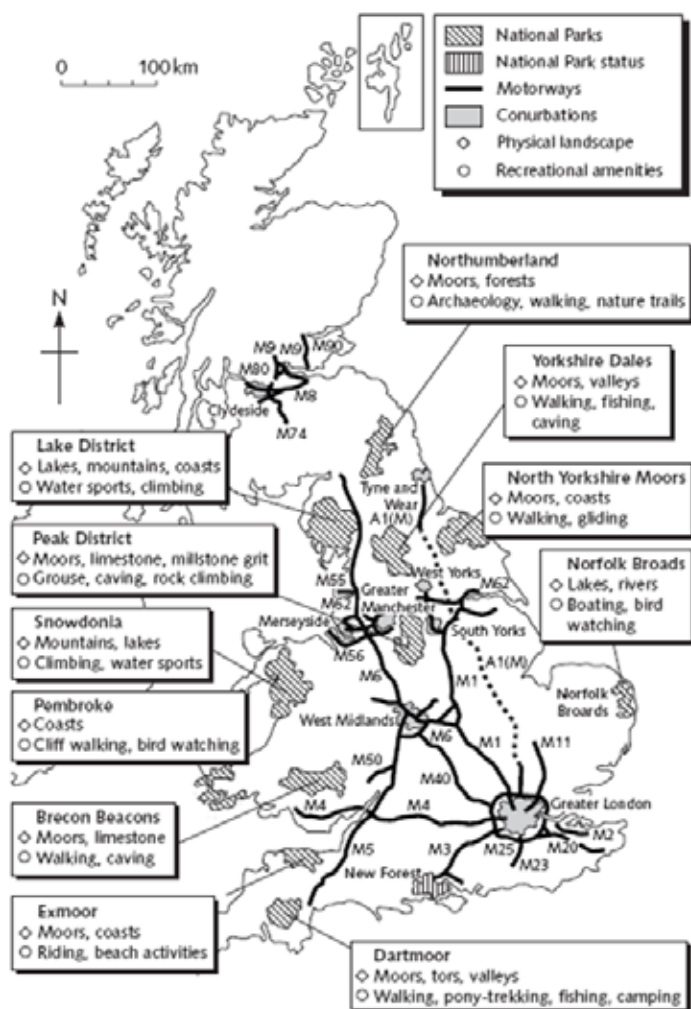 0 100 km
National Parks
National Park status
Motorways
Conurbations
Physical landscape
Recreational amenities
N
Northumberland
Moors, forests
Archaeology, walking, nature trails
Yorkshire Dales
Moors, valleys
Walking, fishing,
caving
North Yorkshire Moors
Moors, coasts
Walking, gliding
Norfolk Broads
Lakes, rivers
Boating, bird
watching
Lake District
Lakes, mountains, coasts
Water sports, climbing
Peak District
Moors, limestone, millstone grit
Grouse, caving, rock climbing
Snowdonia
Mountains, lakes
Climbing, water sports
Pembroke
Coasts
Cliff walking, bird watching
Brecon Beacons
Moors, limestone
Walking, caving
Exmoor
Moors, coasts
Riding, beach activities
Dartmoor
Moors, tors, valleys
Walking, pony-trekking, fishing, camping
M9
M9
M90
M80
M8
Clydeside
M74
Tyne and
Wear
A1(M)
West Yorks
M62
M55
Greater
Manchester
M62
Merseyside
M56
South Yorks
M6
M1
A1(M)
Norfolk
Broards
West Midlands
M6
M1
M11
M50
M40
Greater London
M4
M4
M2
M20
M25
M23
M3
M5
New Forest